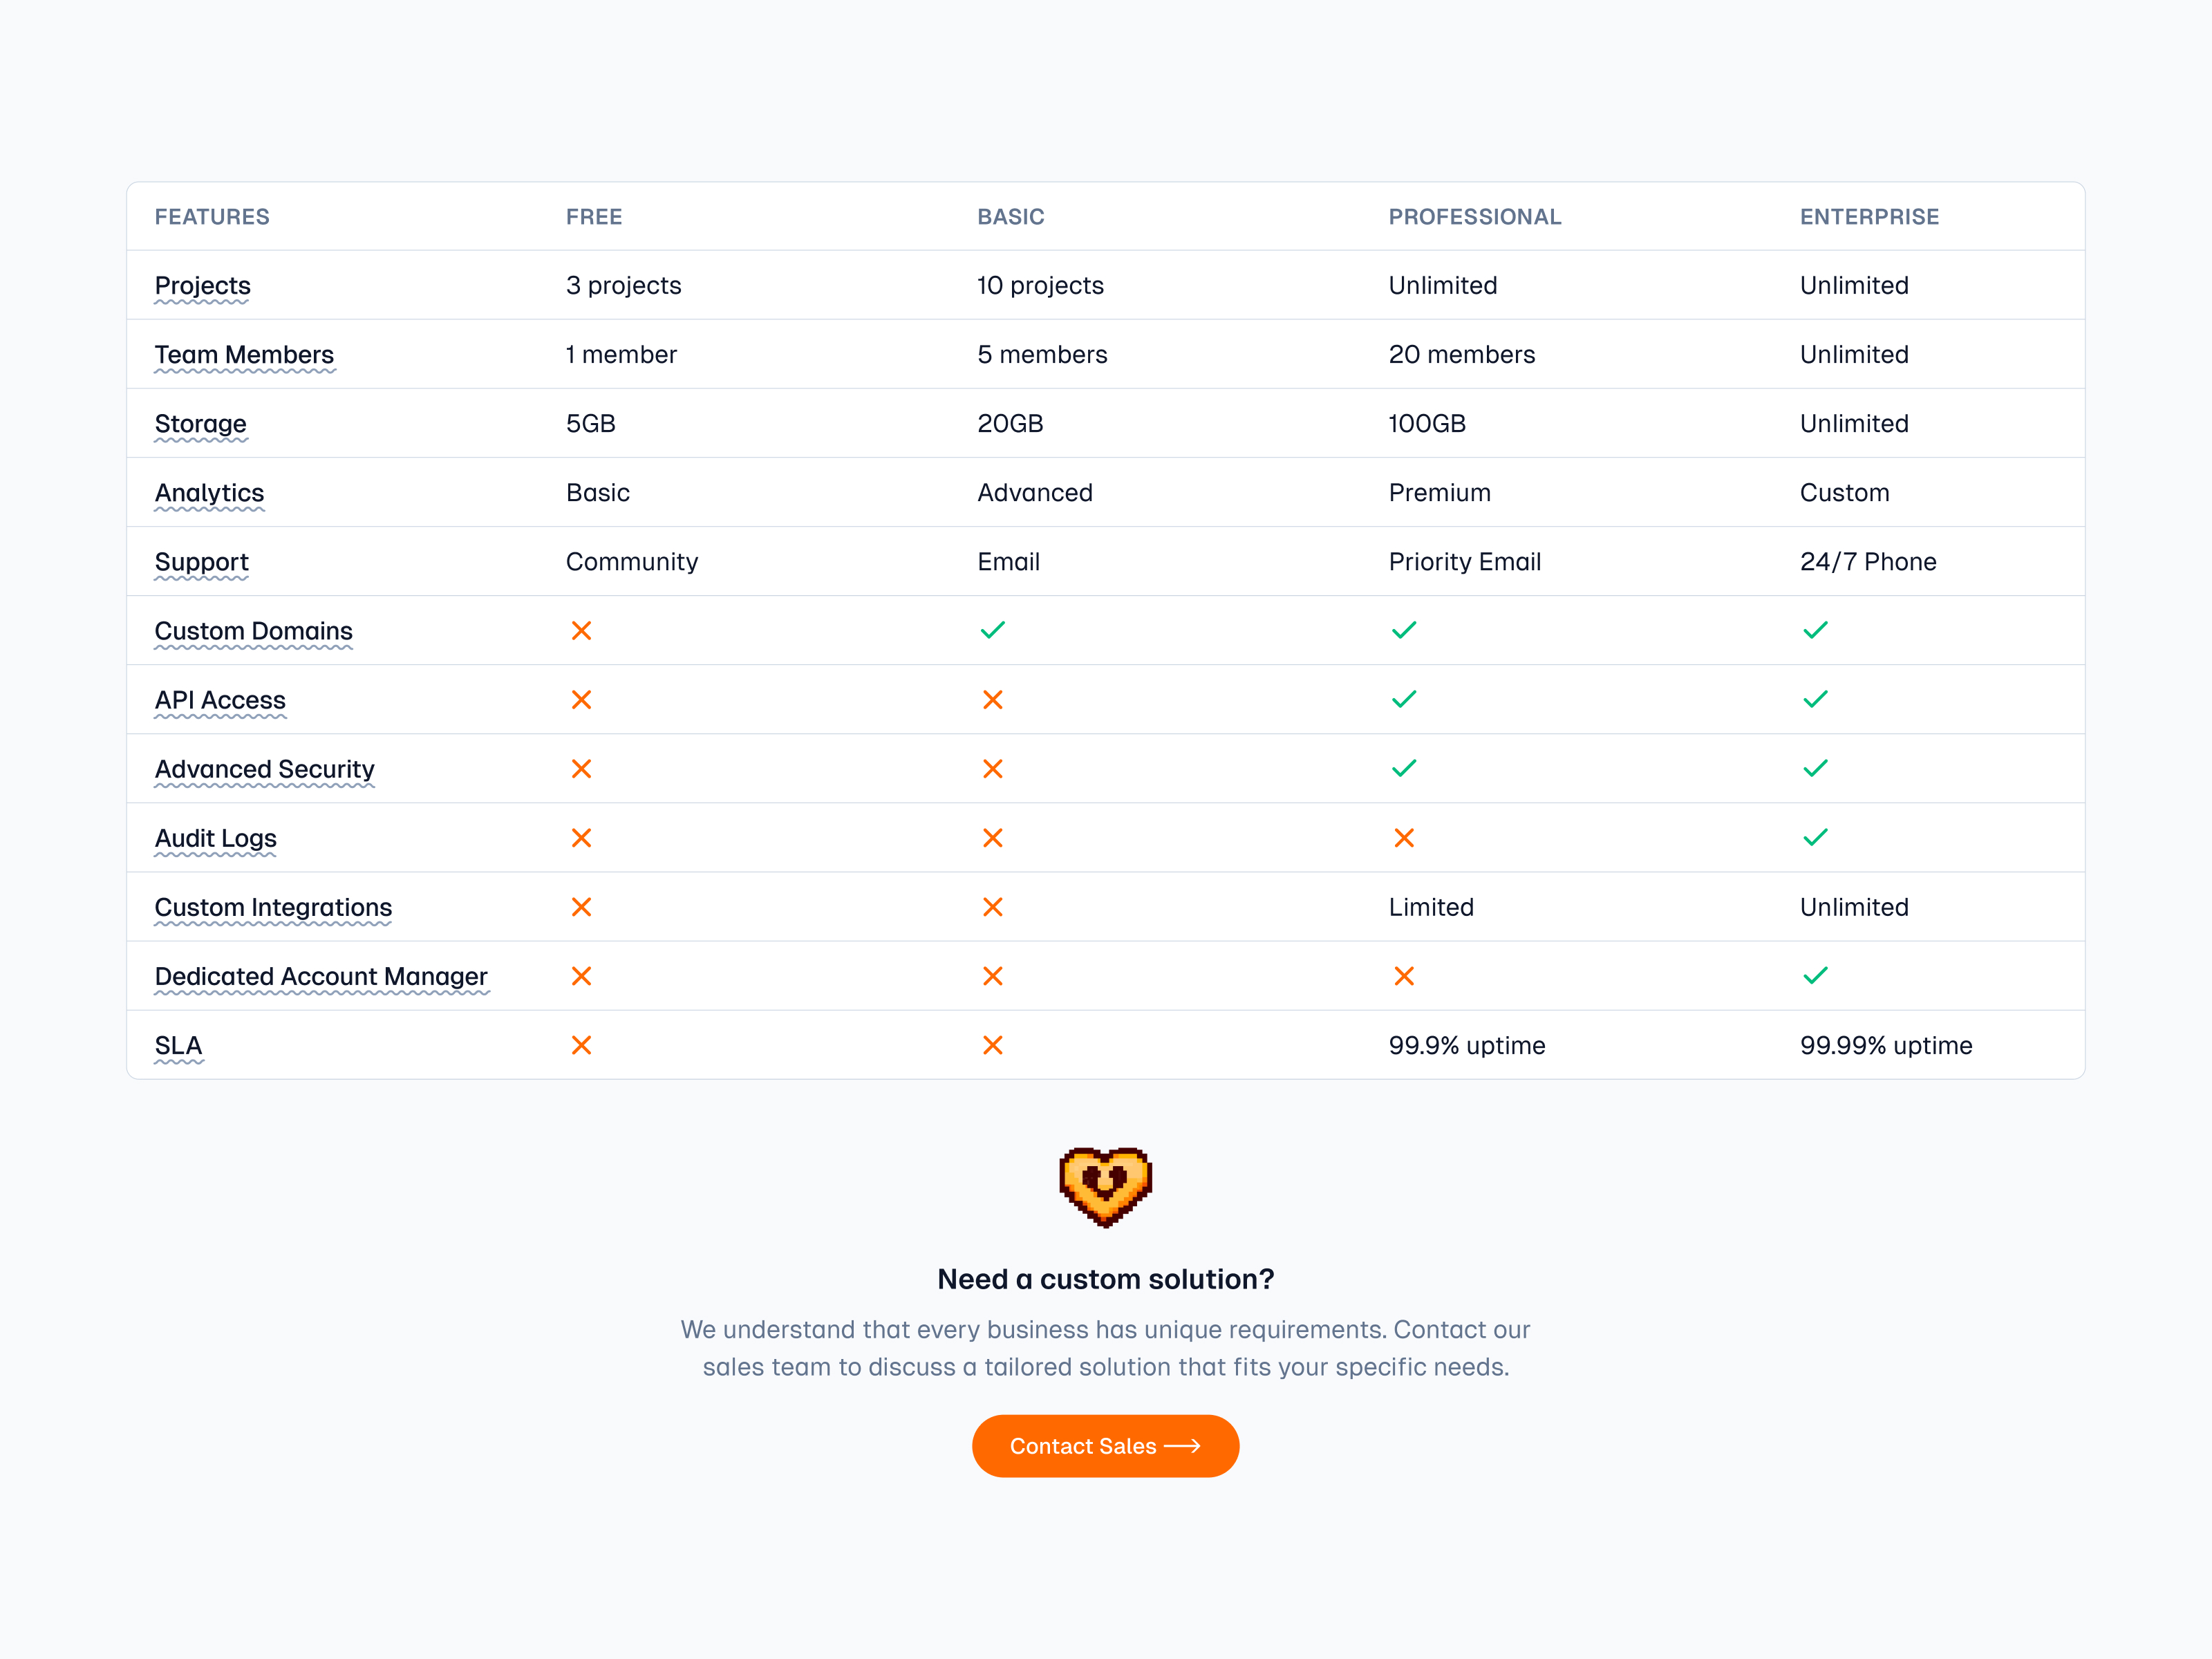 FEATURES FREE BASIC PROFESSIONAL ENTERPRISE
Projects 3 projects 10 projects Unlimited Unlimited
Team Members 1 member 5 members 20 members Unlimited
Storage 5GB 20GB 100GB Unlimited
Analytics Basic Advanced Premium Custom
Support Community Email Priority Email 24/7 Phone
Custom Domains
API Access
Advanced Security
Audit Logs
Custom Integrations Limited Unlimited
Dedicated Account Manager
SLA 99.9% uptime 99.99% uptime
Need a custom solution?
We understand that every business has unique requirements. Contact our
sales team to discuss a tailored solution that fits your specific needs.
Contact Sales